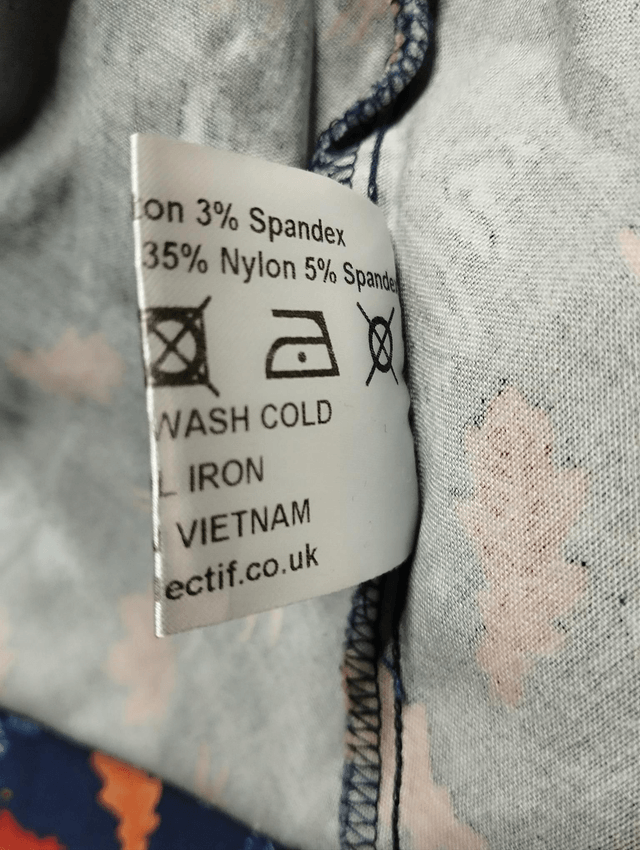 on 3% Spandex
35% Nylon 5% Spande
WASH COLD
L IRON
VIETNAM
ectif.co.uk